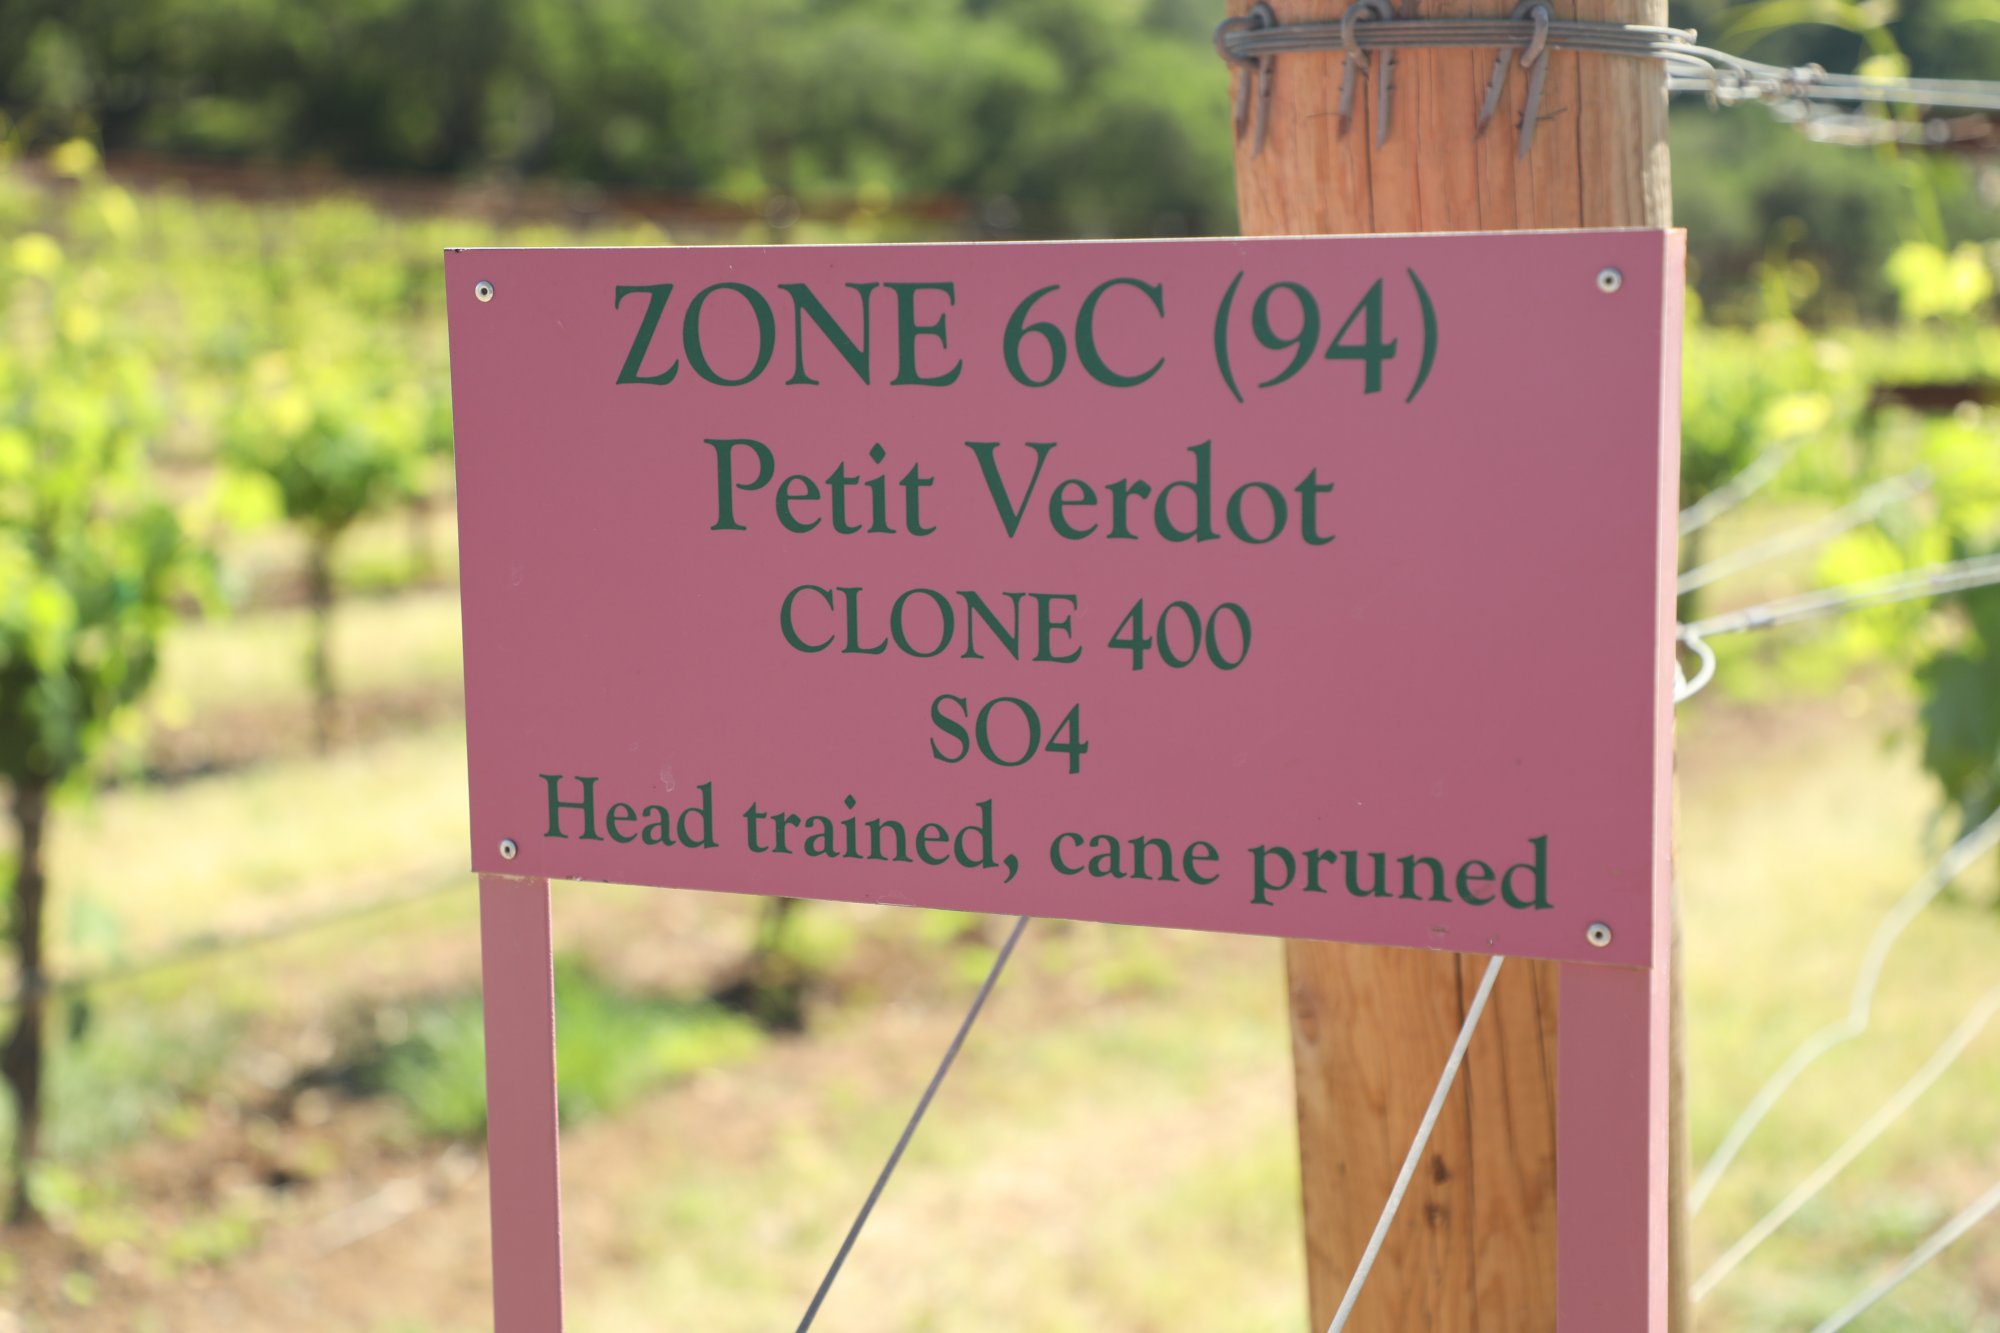 ZONE 6C (94)
Petit Verdot
CLONE 400
SO4
Head trained, cane pruned